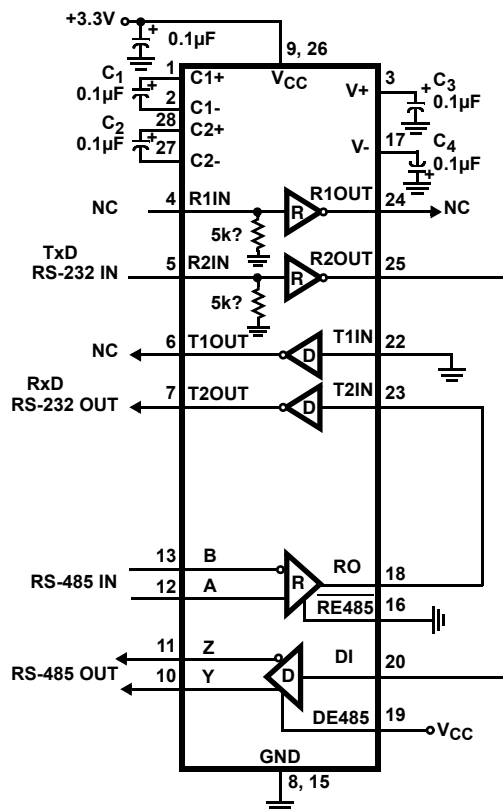 +3.3V
0.1µF
9, 26
VCC
C1
0.1µF
1
C1+
2
C1-
C2
0.1µF
28
C2+
27
C2-
V+
3
C3
0.1µF
V-
17
C4
0.1µF
NC
4
R1IN
R
R1OUT
24
NC
5k?
TxD
RS-232 IN
5
R2IN
R
R2OUT
25
5k?
NC
6
T1OUT
D
T1IN
22
RxD
RS-232 OUT
7
T2OUT
D
T2IN
23
RS-485 IN
13
B
12
A
R
RO
18
RE485
16
RS-485 OUT
11
Z
10
Y
D
DI
20
DE485
19
VCC
GND
8, 15